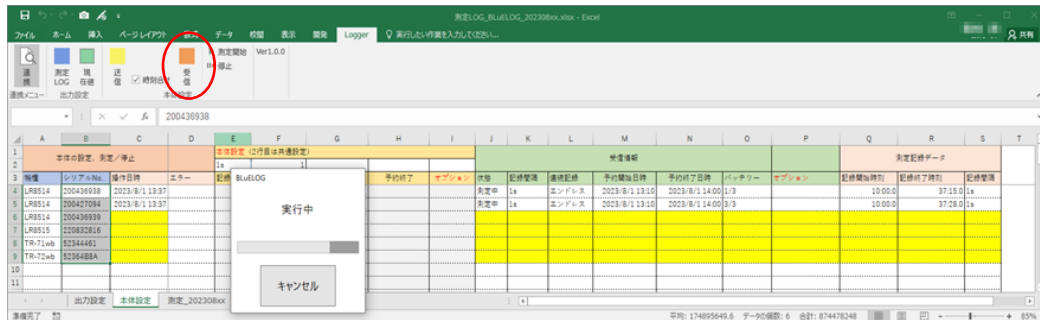 測定LOG_BLuELOG_202308xx.xlsx - Excel
ファイル ホーム 挿入 ページレイアウト 数式 データ 校閲 表示 開発 Logger 実行したい作業を入力してください... 共有
連携 測定LOG 現在値 送信 時刻合 受信 測定開始 Ver1.0.0
停止
連携メニュー 出力設定 本体設定
200436938
A B C D E F G H I J K L M N O P Q R S T
1 本体の設定、測定/停止 本体設定 (2行目は共通設定) 受信情報 測定記録データ
2 1s 1
3 機種 シリアルNo. 操作日時 エラー 予約終了 オプション 状態 記録間隔 連続記録 予約開始日時 予約終了日時 バッテリー オプション 記録開始時刻 記録終了時刻 記録間隔
4 LR8514 200436938 2023/8/1 13:37 測定中 1s エンドレス 2023/8/1 13:10 2023/8/1 14:00 1/3 10:00.0 37:15.0 1s
5 LR8514 200427094 2023/8/1 13:37 測定中 1s エンドレス 2023/8/1 13:10 2023/8/1 14:00 3/3 10:00.0 37:28.0 1s
6 LR8514 200436939
7 LR8515 220832816
8 TR-71wb 52344461
9 TR-72wb 52364B8A
10
11
BLuELOG
実行中
キャンセル
出力設定 本体設定 測定_202308xx
準備完了 平均: 174895649.6 データの個数: 6 合計: 874478248 85%